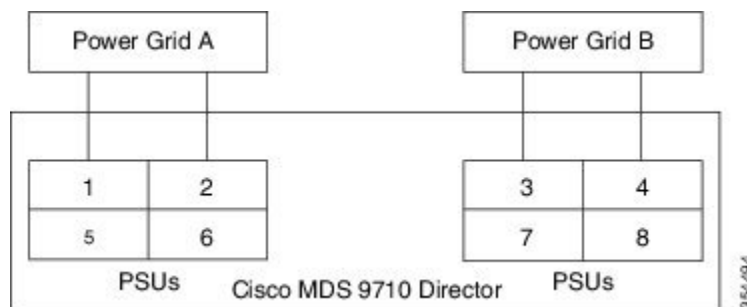 Power Grid A Power Grid B
1 2 3 4
5 6 7 8
PSUs Cisco MDS 9710 Director PSUs